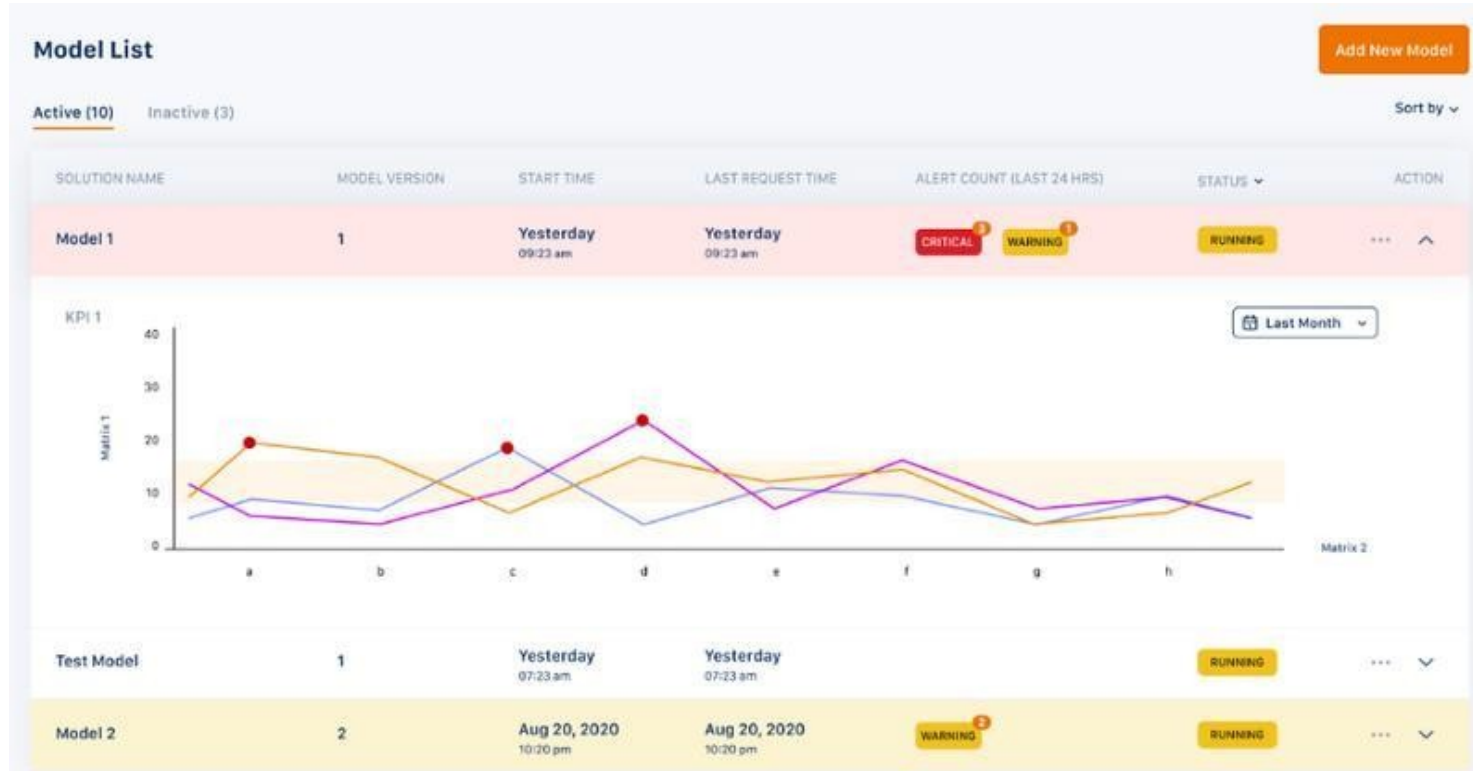 Model List
Add New Model
Active (10) Inactive (3)
Sort by
SOLUTION NAME MODEL VERSION START TIME LAST REQUEST TIME ALERT COUNT (LAST 24 HRS) STATUS ACTION
Model 1 1 Yesterday Yesterday CRITICAL 3 WARNING 1 RUNNING ...
09:23 am 09:23 am
KPI 1
Last Month
40
30
Matrix 1
20
10
0
Matrix 2
a b c d e f g h
Test Model 1 Yesterday Yesterday RUNNING ...
07:23 am 07:23 am
Model 2 2 Aug 20, 2020 Aug 20, 2020 WARNING 2 RUNNING ...
10:20 pm 10:20 pm